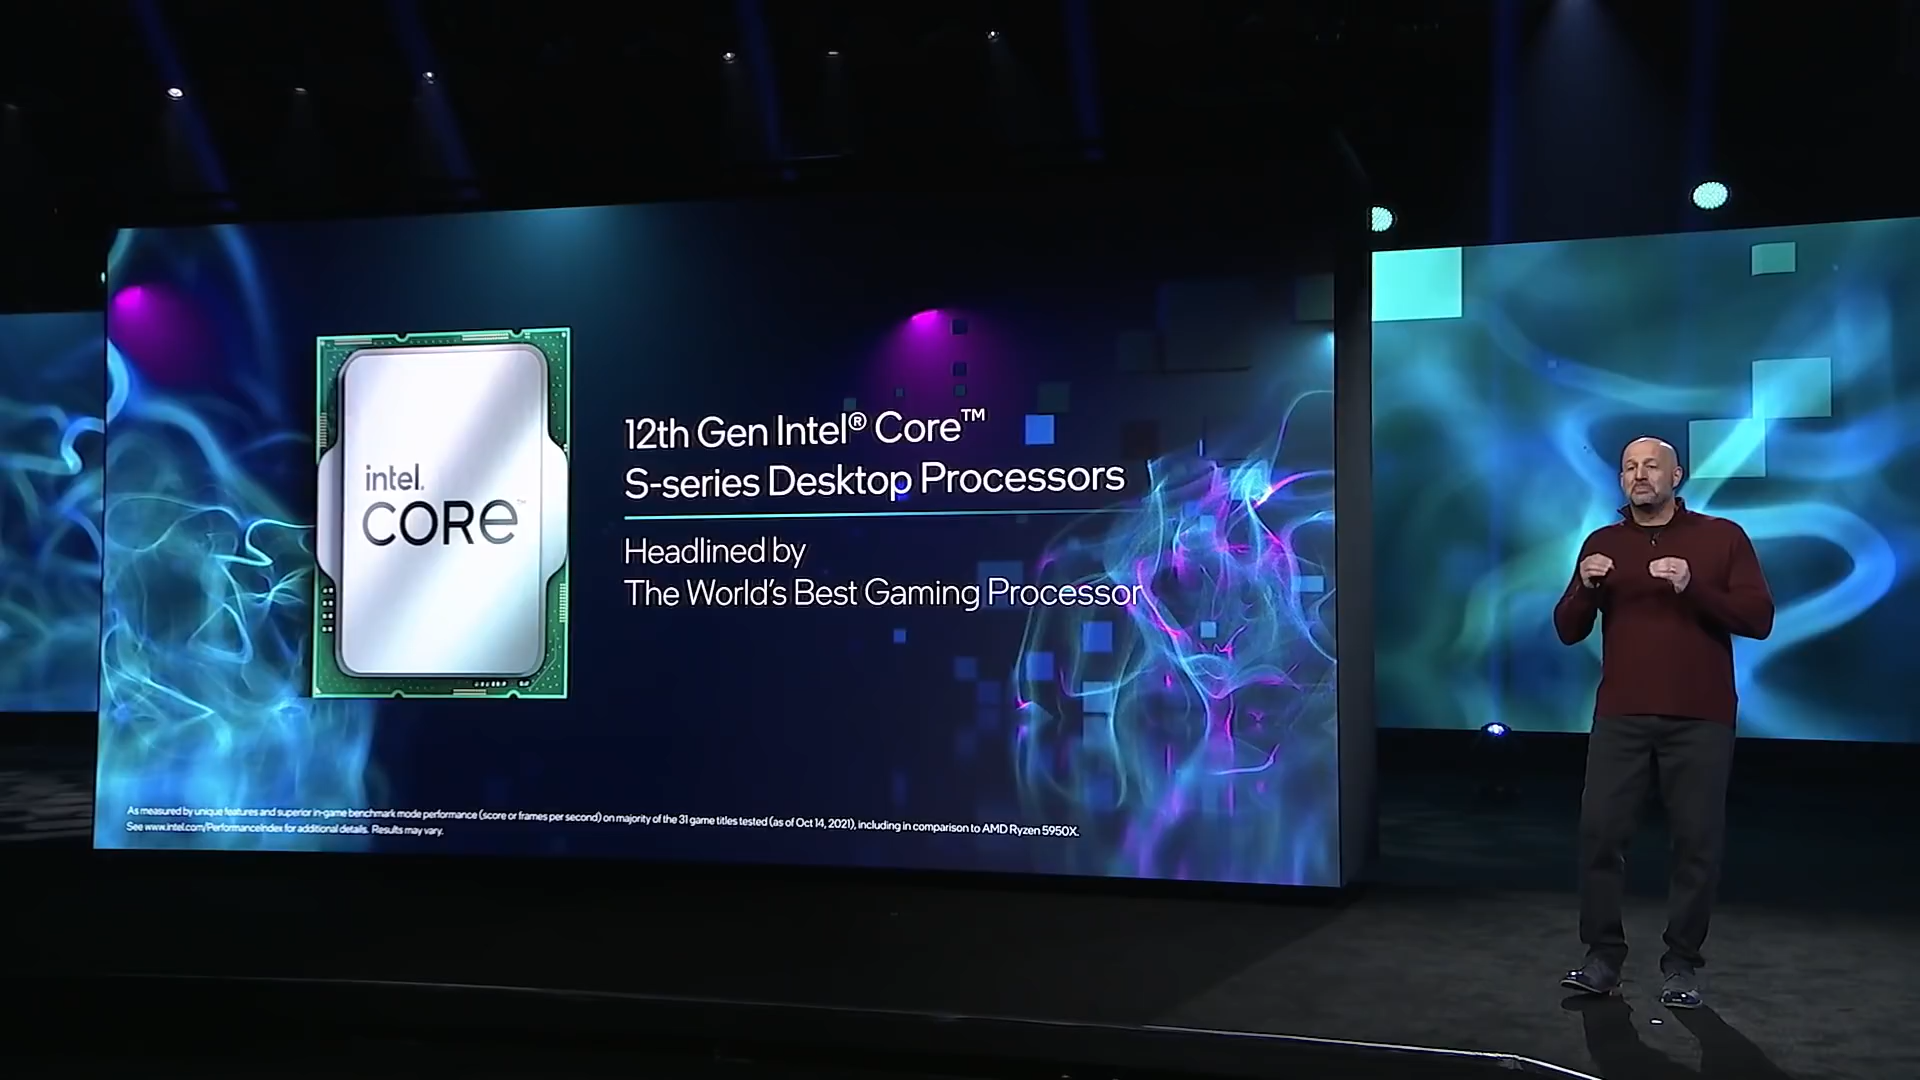 intel.
CORE™
12th Gen Intel® Core™
S-series Desktop Processors
Headlined by
The World's Best Gaming Processor
As measured by unique features and superior in-game benchmark mode performance (score or frames per second) on majority of the 31 game titles tested (as of Oct 14, 2021), including in comparison to AMD Ryzen 5950X.
See www.intel.com/PerformanceIndex for additional details. Results may vary.